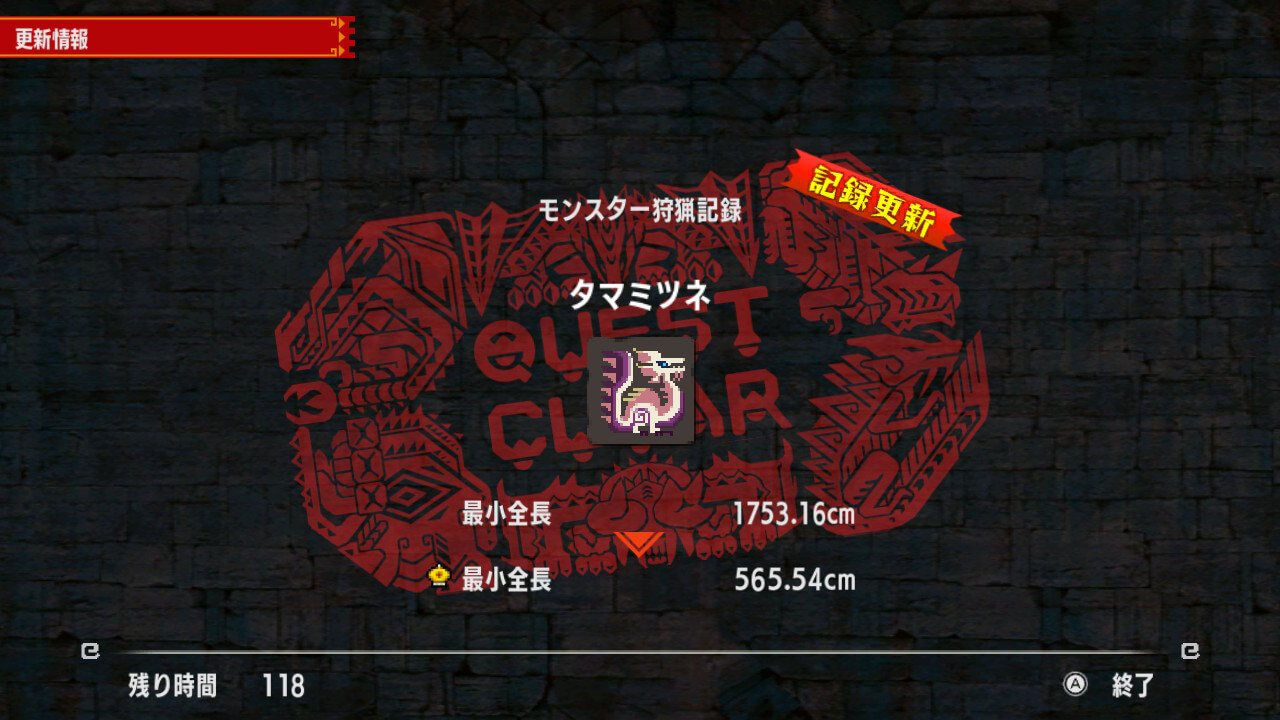 更新情報
記録更新
モンスター狩猟記録
タマミツネ
QUEST
CLEAR
最小全長 1753.16cm
最小全長 565.54cm
残り時間 118
A 終了